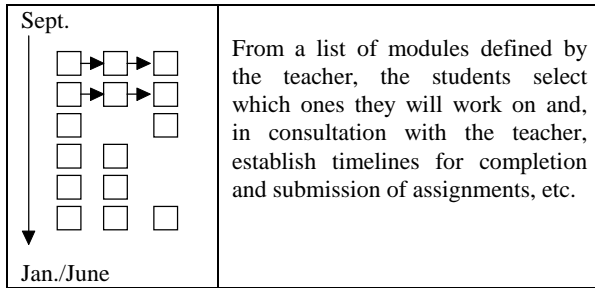 Sept.
From a list of modules defined by
the teacher, the students select
which ones they will work on and,
in consultation with the teacher,
establish timelines for completion
and submission of assignments, etc.
Jan./June